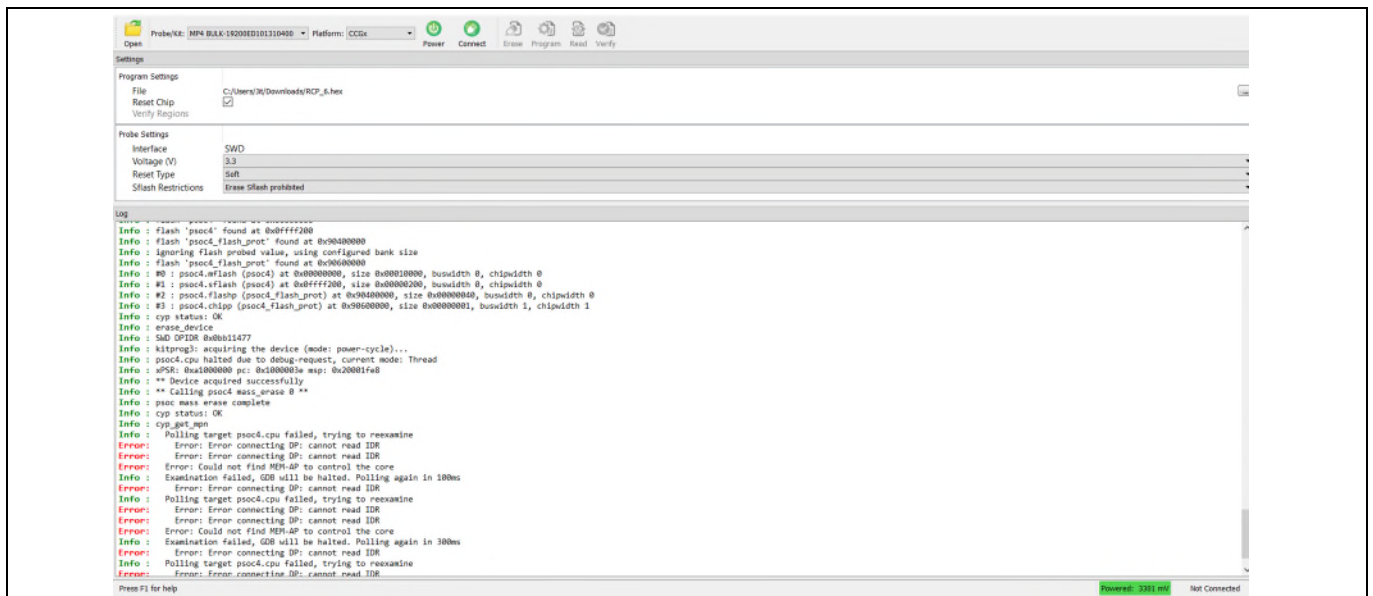 Probe/Kit: MP4 BULK-19200ED101310400 Platform: CCGx
Open Power Connect Erase Program Read Verify
Settings
Program Settings
File C:/Users/3it/Downloads/RCP_6.hex
Reset Chip
Verify Regions
Probe Settings
Interface SWD
Voltage (V) 3.3
Reset Type Soft
Sflash Restrictions Erase Sflash prohibited
Log
Info : flash 'psoc4' found at
Info : flash 'psoc4' found at 0x0ffff200
Info : flash 'psoc4_flash_prot' found at 0x90400000
Info : ignoring flash probed value, using configured bank size
Info : flash 'psoc4_flash_prot' found at 0x90600000
Info : #0 : psoc4.mflash (psoc4) at 0x00000000, size 0x00010000, buswidth 0, chipwidth 0
Info : #1 : psoc4.sflash (psoc4) at 0x0ffff200, size 0x00000200, buswidth 0, chipwidth 0
Info : #2 : psoc4.flashp (psoc4_flash_prot) at 0x90400000, size 0x00000040, buswidth 0, chipwidth 0
Info : #3 : psoc4.chipp (psoc4_flash_prot) at 0x90600000, size 0x00000001, buswidth 1, chipwidth 1
Info : cyp status: OK
Info : erase_device
Info : SWD DPIDR 0x0bb11477
Info : kitprog3: acquiring the device (mode: power-cycle)...
Info : psoc4.cpu halted due to debug-request, current mode: Thread
Info : xPSR: 0xa1000000 pc: 0x1000003e msp: 0x20001fe8
Info : ** Device acquired successfully
Info : ** Calling psoc4 mass_erase 0 **
Info : psoc mass erase complete
Info : cyp status: OK
Info : cyp_get_mpn
Info : Polling target psoc4.cpu failed, trying to reexamine
Error: Error: Error connecting DP: cannot read IDR
Error: Error: Error connecting DP: cannot read IDR
Error: Error: Could not find MEM-AP to control the core
Info : Examination failed, GDB will be halted. Polling again in 100ms
Error: Error: Error connecting DP: cannot read IDR
Info : Polling target psoc4.cpu failed, trying to reexamine
Error: Error: Error connecting DP: cannot read IDR
Error: Error: Error connecting DP: cannot read IDR
Error: Error: Could not find MEM-AP to control the core
Info : Examination failed, GDB will be halted. Polling again in 300ms
Error: Error: Error connecting DP: cannot read IDR
Info : Polling target psoc4.cpu failed, trying to reexamine
Error: Error: Error connecting DP: cannot read IDR
Press F1 for help Powered: 3301 mV Not Connected